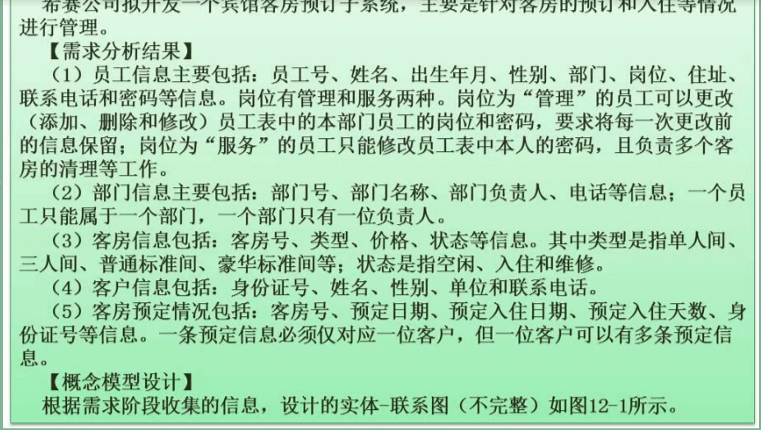 希赛公司拟开发一个宾馆客房预订子系统，主要是针对客房的预订和入住等情况
进行管理。
【需求分析结果】
（1）员工信息主要包括：员工号、姓名、出生年月、性别、部门、岗位、住址、
联系电话和密码等信息。岗位有管理和服务两种。岗位为“管理”的员工可以更改
（添加、删除和修改）员工表中的本部门员工的岗位和密码，要求将每一次更改前
的信息保留；岗位为“服务”的员工只能修改员工表中本人的密码，且负责多个客
房的清理等工作。
（2）部门信息主要包括：部门号、部门名称、部门负责人、电话等信息；一个员
工只能属于一个部门，一个部门只有一位负责人。
（3）客房信息包括：客房号、类型、价格、状态等信息。其中类型是指单人间、
三人间、普通标准间、豪华标准间等；状态是指空闲、入住和维修。
（4）客户信息包括：身份证号、姓名、性别、单位和联系电话。
（5）客房预定情况包括：客房号、预定日期、预定入住日期、预定入住天数、身
份证号等信息。一条预定信息必须仅对应一位客户，但一位客户可以有多条预定信
息。
【概念模型设计】
根据需求阶段收集的信息，设计的实体-联系图（不完整）如图12-1所示。